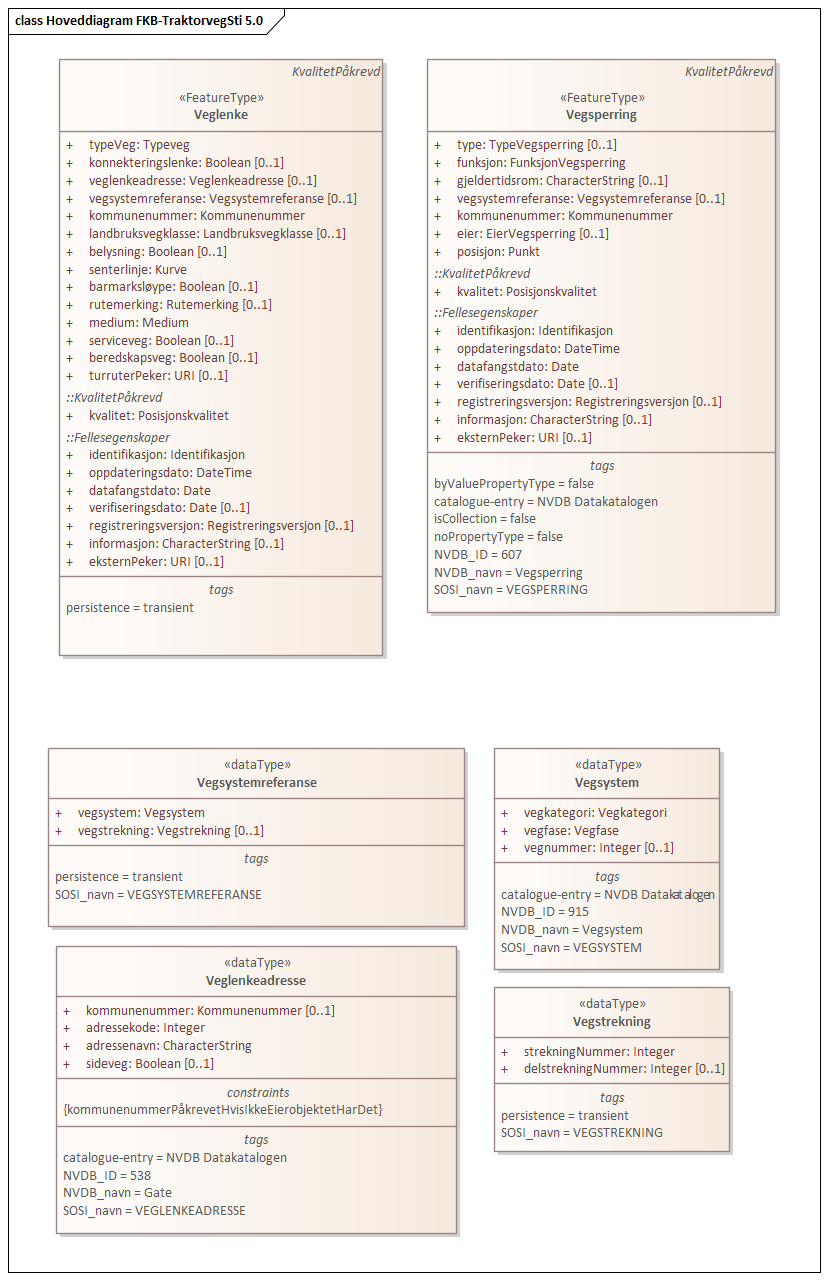 class Hoveddiagram FKB-TraktorvegSti 5.0
KvalitetPåkrevd
«FeatureType»
Veglenke
+ typeVeg: Typeveg
+ konnekteringslenke: Boolean [0..1]
+ veglenkeadresse: Veglenkeadresse [0..1]
+ vegsystemreferanse: Vegsystemreferanse [0..1]
+ kommunenummer: Kommunenummer
+ landbruksvegklasse: Landbruksvegklasse [0..1]
+ belysning: Boolean [0..1]
+ senterlinje: Kurve
+ barmarksløype: Boolean [0..1]
+ rutemerking: Rutemerking [0..1]
+ medium: Medium
+ serviceveg: Boolean [0..1]
+ beredskapsveg: Boolean [0..1]
+ turruterPeker: URI [0..1]
::KvalitetPåkrevd
+ kvalitet: Posisjonskvalitet
::Fellesegenskaper
+ identifikasjon: Identifikasjon
+ oppdateringsdato: DateTime
+ datafangstdato: Date
+ verifiseringsdato: Date [0..1]
+ registreringsversjon: Registreringsversjon [0..1]
+ informasjon: CharacterString [0..1]
+ eksternPeker: URI [0..1]
tags
persistence = transient
KvalitetPåkrevd
«FeatureType»
Vegsperring
+ type: TypeVegsperring [0..1]
+ funksjon: FunksjonVegsperring
+ gjeldertidsrom: CharacterString [0..1]
+ vegsystemreferanse: Vegsystemreferanse [0..1]
+ kommunenummer: Kommunenummer
+ eier: EierVegsperring [0..1]
+ posisjon: Punkt
::KvalitetPåkrevd
+ kvalitet: Posisjonskvalitet
::Fellesegenskaper
+ identifikasjon: Identifikasjon
+ oppdateringsdato: DateTime
+ datafangstdato: Date
+ verifiseringsdato: Date [0..1]
+ registreringsversjon: Registreringsversjon [0..1]
+ informasjon: CharacterString [0..1]
+ eksternPeker: URI [0..1]
tags
byValuePropertyType = false
catalogue-entry = NVDB Datakatalogen
isCollection = false
noPropertyType = false
NVDB_ID = 607
NVDB_navn = Vegsperring
SOSI_navn = VEGSPERRING
«dataType»
Vegsystemreferanse
+ vegsystem: Vegsystem
+ vegstrekning: Vegstrekning [0..1]
tags
persistence = transient
SOSI_navn = VEGSYSTEMREFERANSE
«dataType»
Vegsystem
+ vegkategori: Vegkategori
+ vegfase: Vegfase
+ vegnummer: Integer [0..1]
tags
catalogue-entry = NVDB Datakatalogen
NVDB_ID = 915
NVDB_navn = Vegsystem
SOSI_navn = VEGSYSTEM
«dataType»
Veglenkeadresse
+ kommunenummer: Kommunenummer [0..1]
+ adressekode: Integer
+ adressenavn: CharacterString
+ sideveg: Boolean [0..1]
constraints
{kommunenummerPåkrevetHvisIkkeEierobjektetHarDet}
tags
catalogue-entry = NVDB Datakatalogen
NVDB_ID = 538
NVDB_navn = Gate
SOSI_navn = VEGLENKEADRESSE
«dataType»
Vegstrekning
+ strekningNummer: Integer
+ delstrekningNummer: Integer [0..1]
tags
persistence = transient
SOSI_navn = VEGSTREKNING